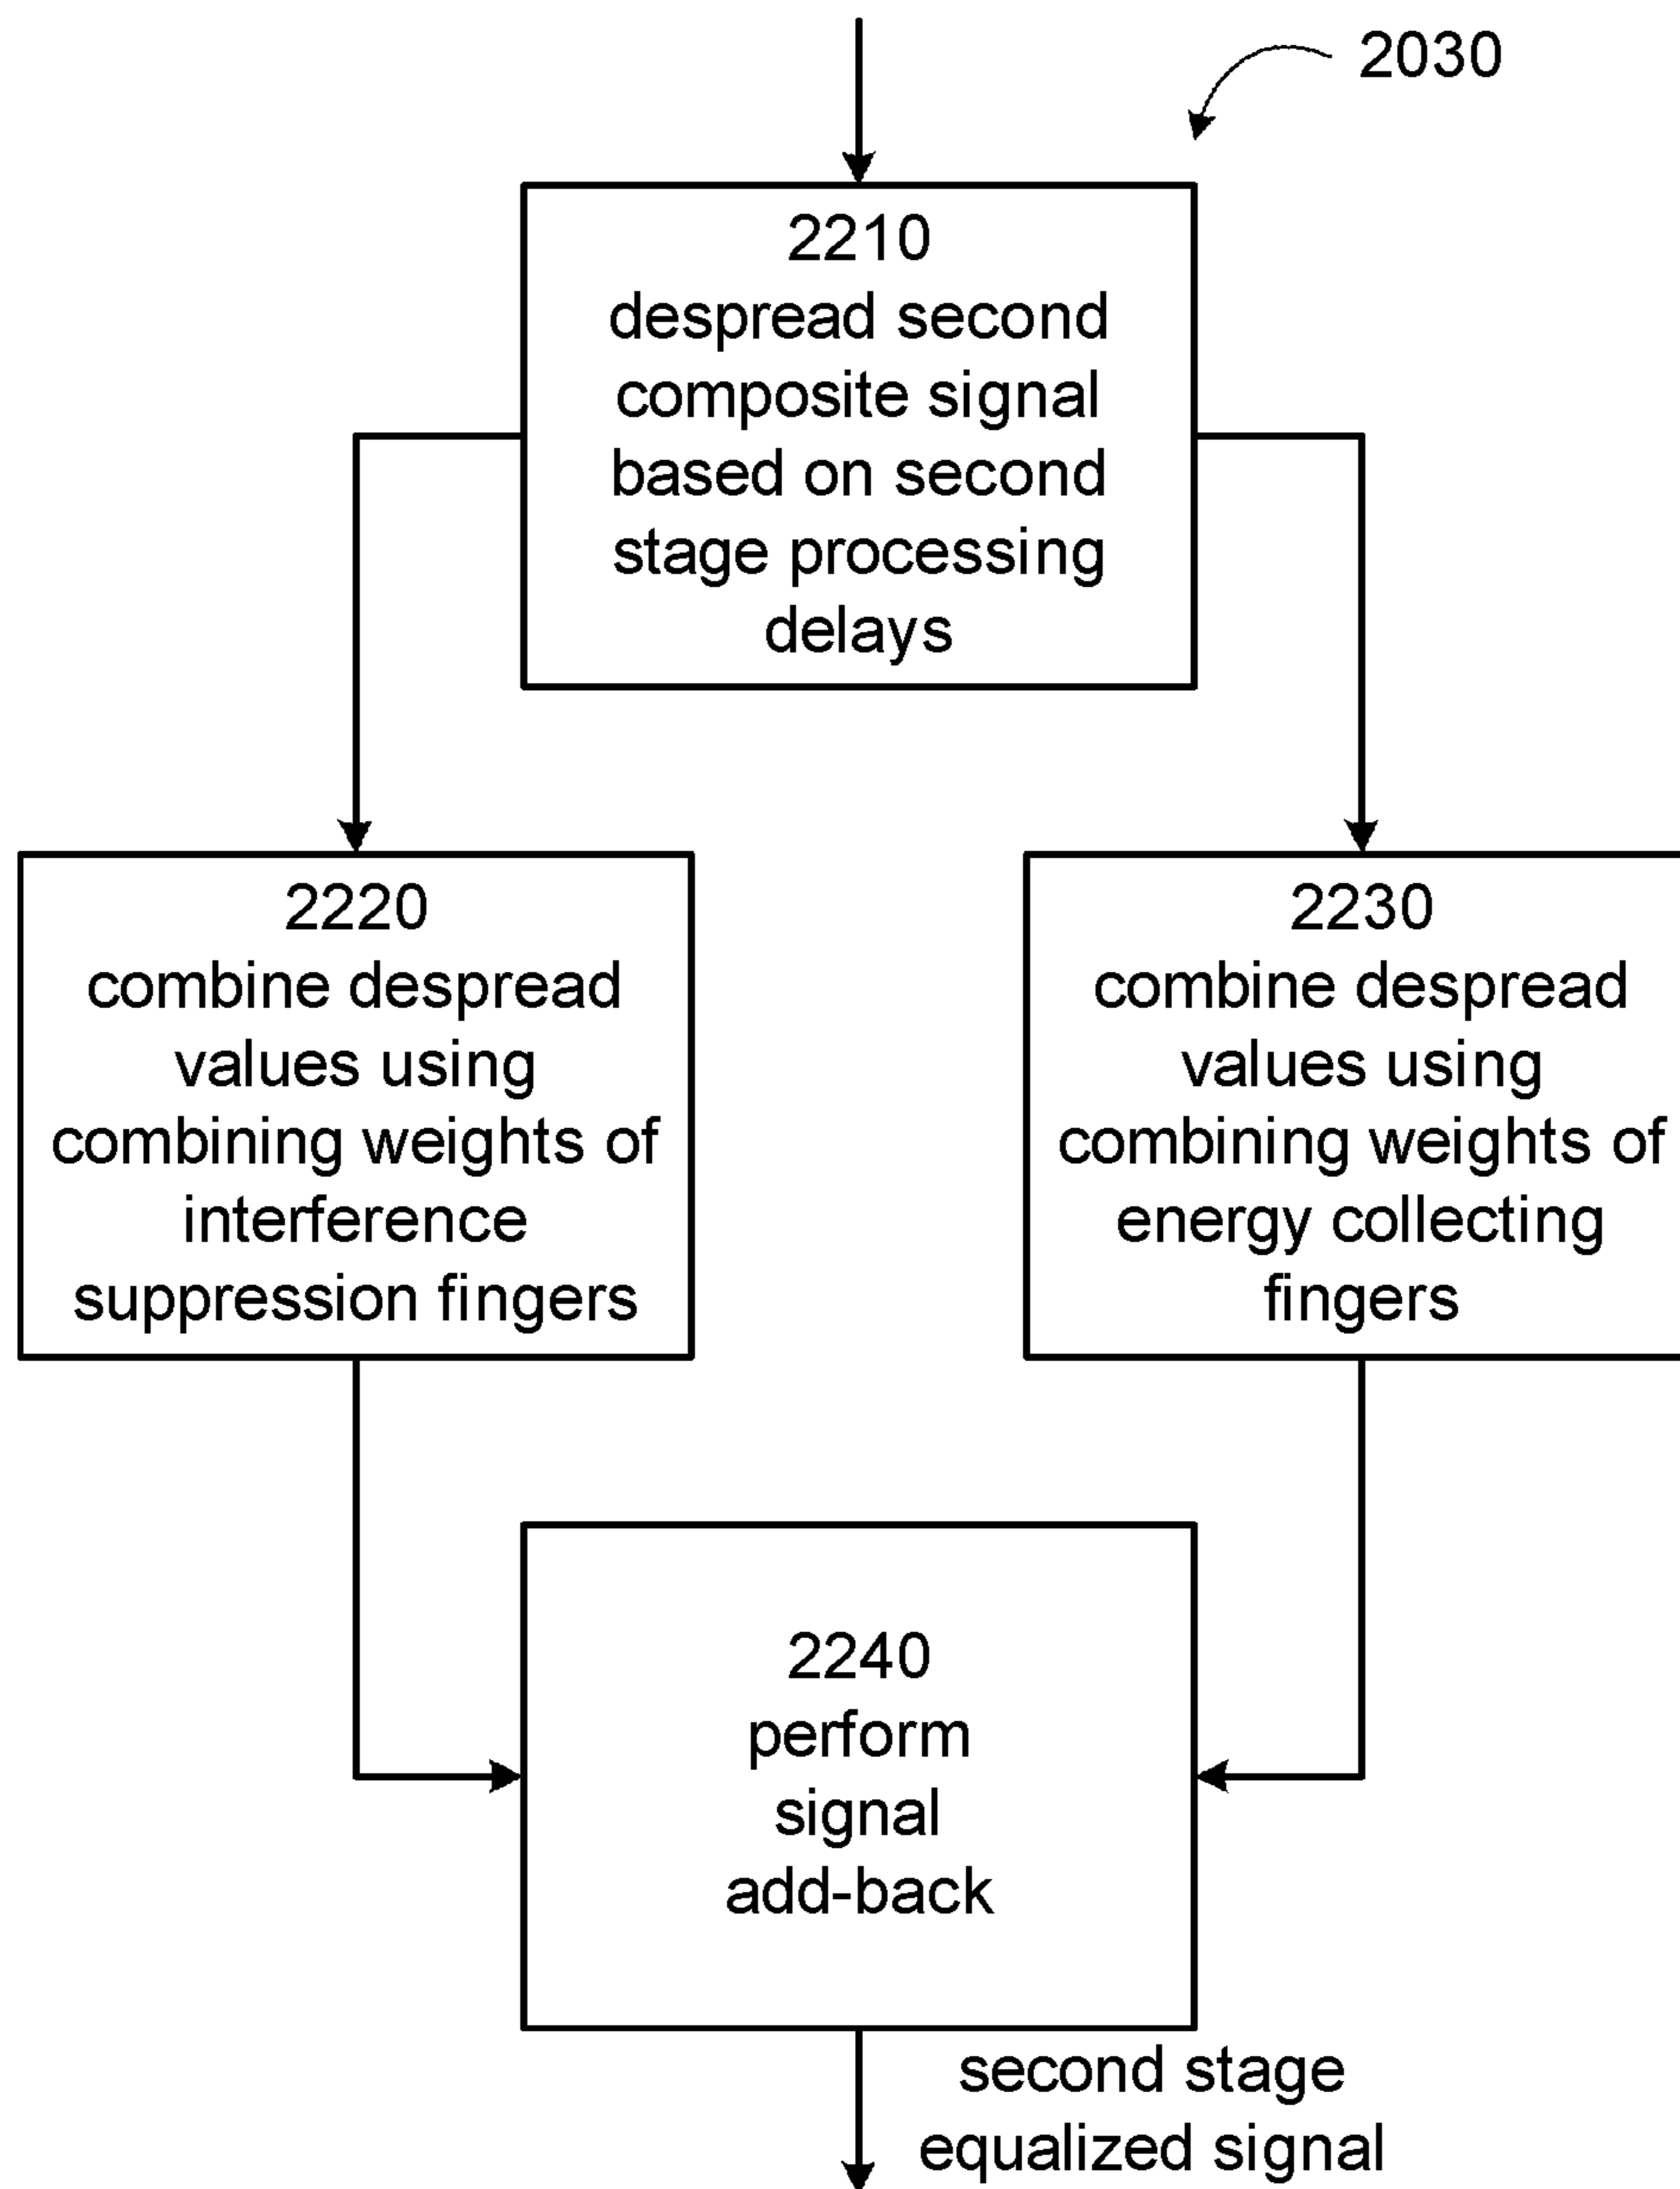 2030
2210
despread second
composite signal
based on second
stage processing
delays
2220
combine despread
values using
combining weights of
interference
suppression fingers
2230
combine despread
values using
combining weights of
energy collecting
fingers
2240
perform
signal
add-back
second stage
equalized signal